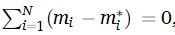 ∑_{i=1}^{N}(m_i − m_i^*) = 0,